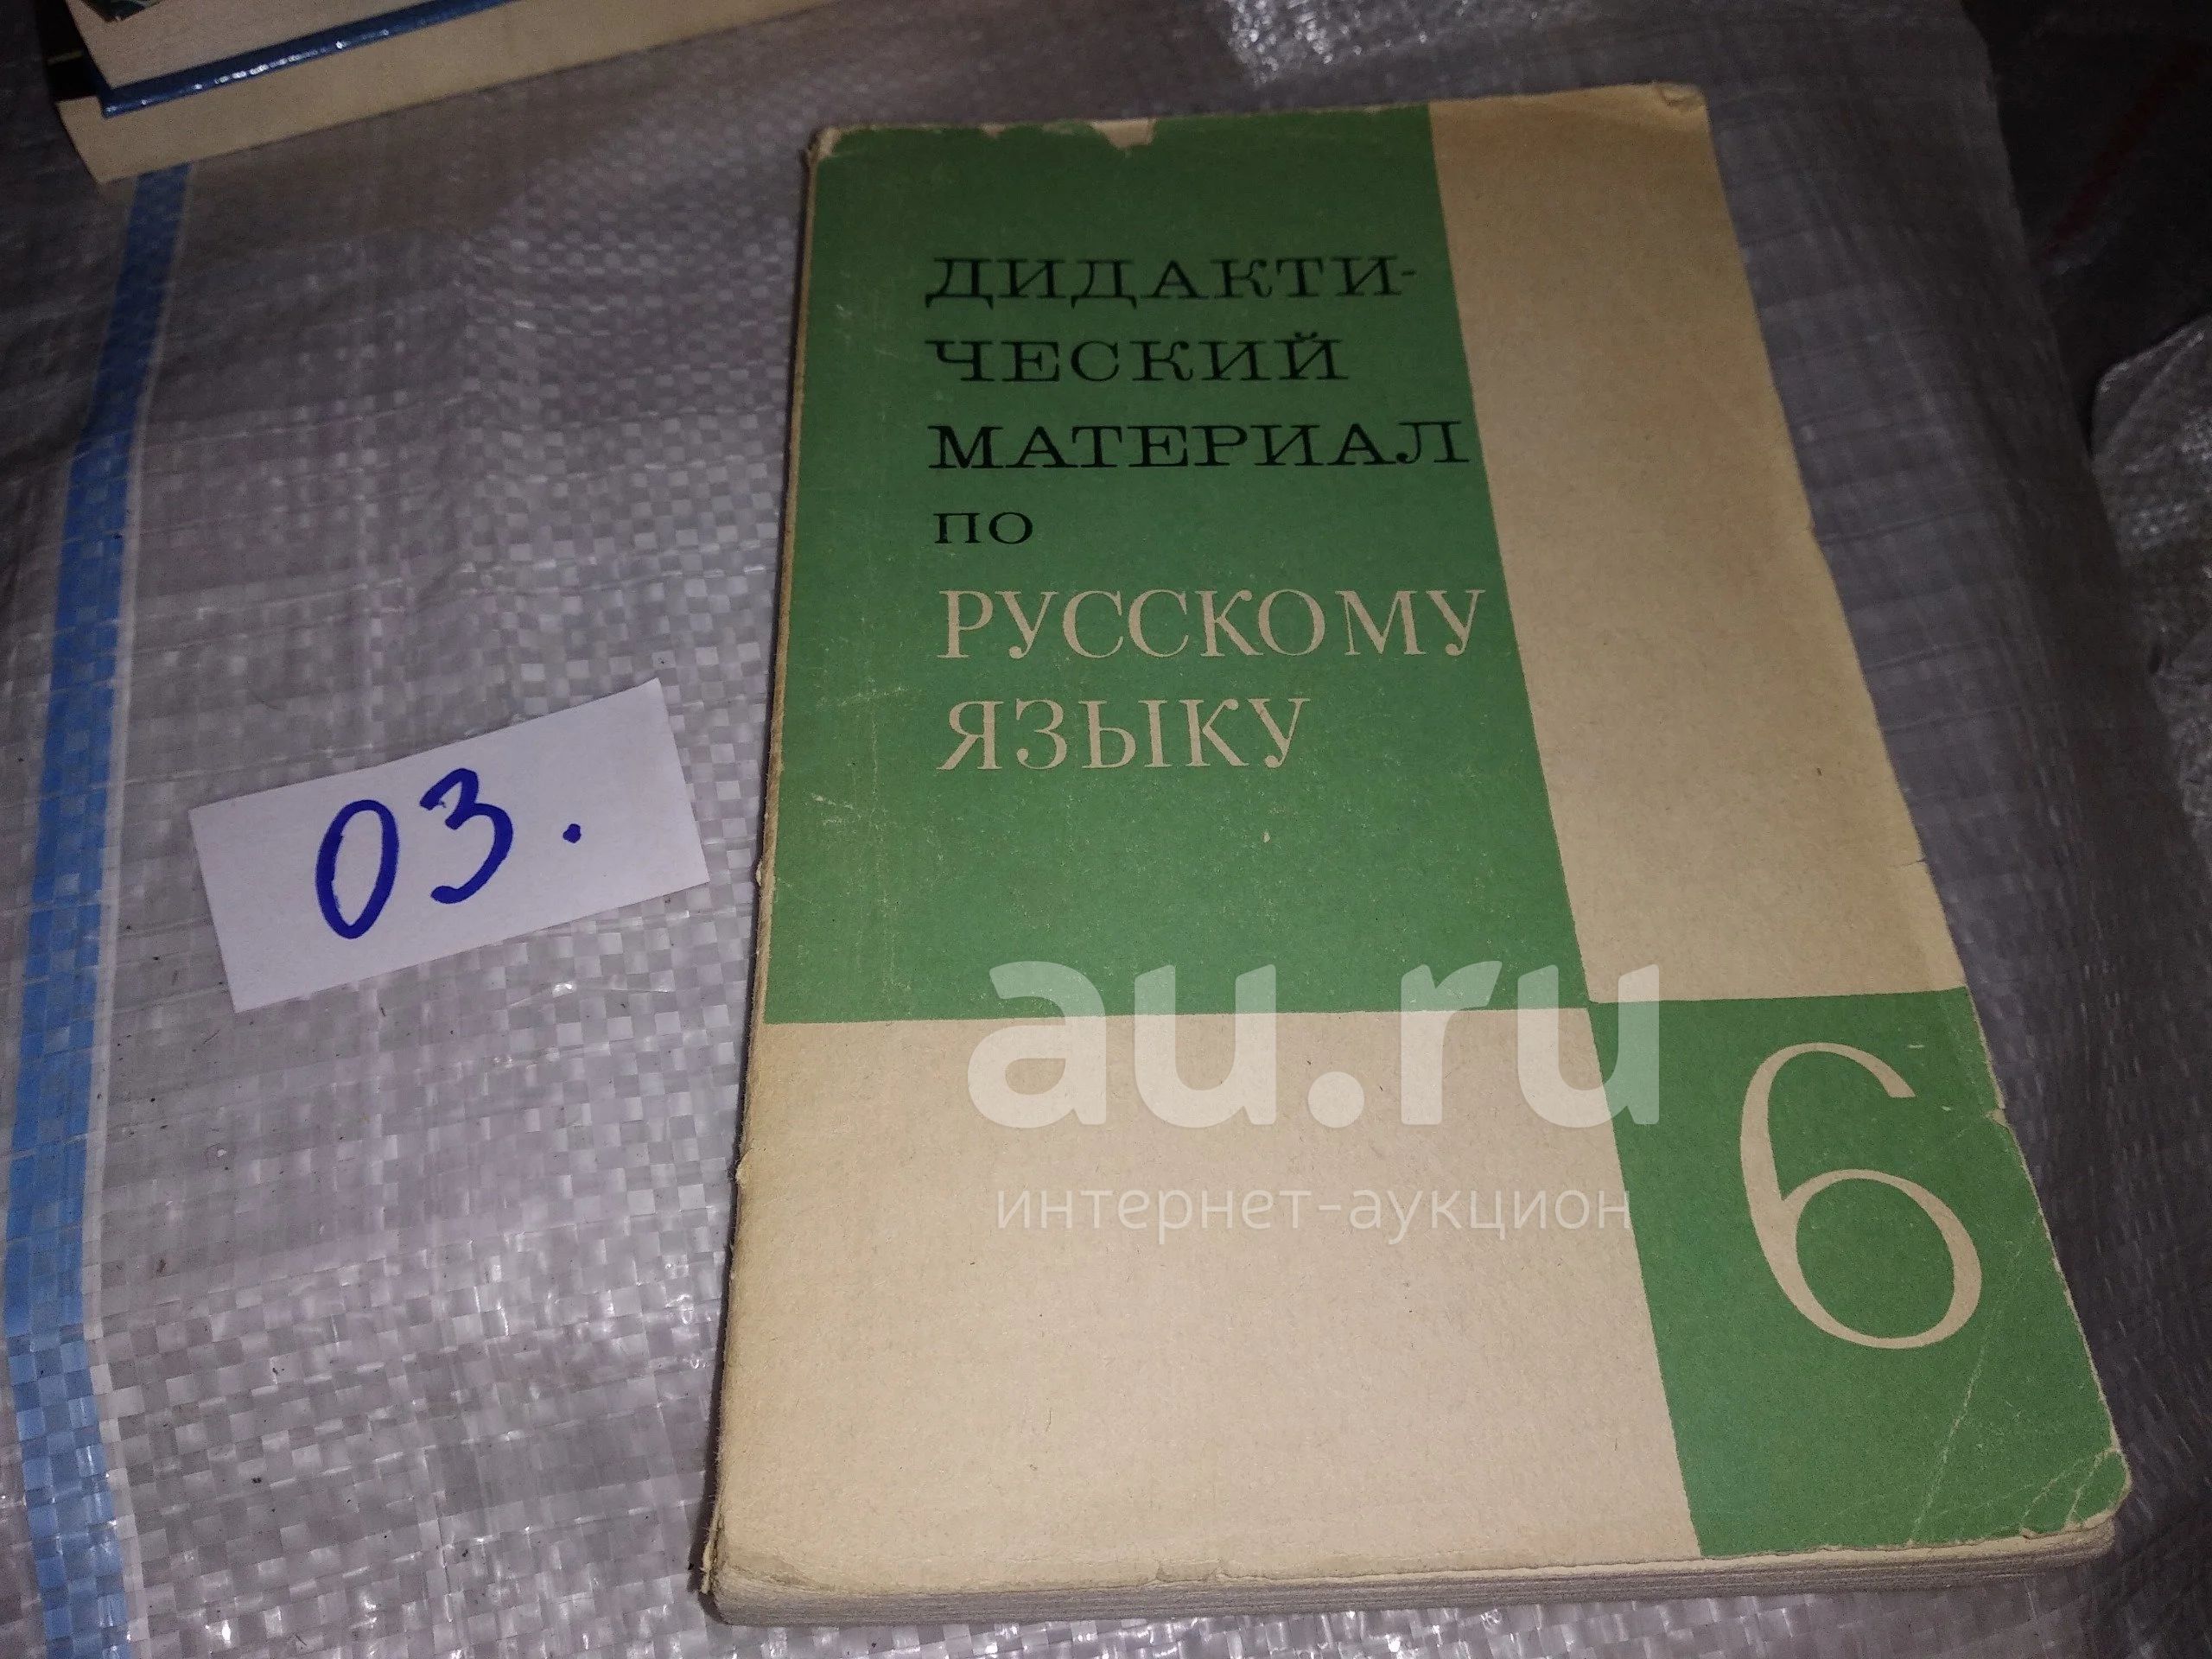 ДИДАКТИ-
ЧЕСКИЙ
МАТЕРИАЛ
ПО
РУССКОМУ
ЯЗЫКУ
03.
au.ru
интернет-аукцион
6